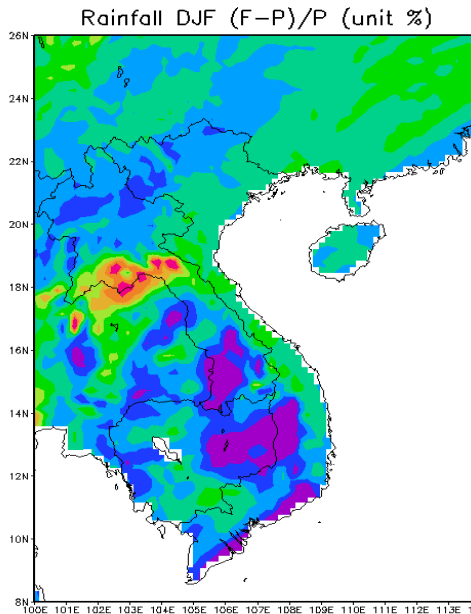 Rainfall DJF (F-P)/P (unit %)
26N
24N
22N
20N
18N
16N
14N
12N
10N
8N
100E 101E 102E 103E 104E 105E 106E 107E 108E 109E 110E 111E 112E 113E